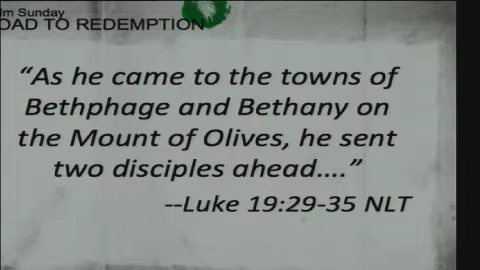 lm Sunday
OAD TO REDEMPTION
“As he came to the towns of
Bethphage and Bethany on
the Mount of Olives, he sent
two disciples ahead....”
--Luke 19:29-35 NLT